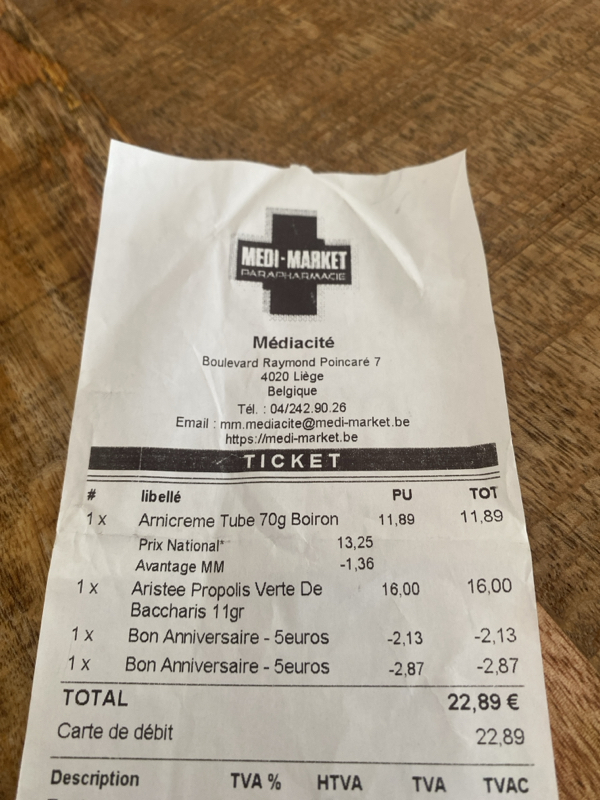 MEDI-MARKET
PARAPHARMACIE
Médiacité
Boulevard Raymond Poincaré 7
4020 Liège
Belgique
Tél. : 04/242.90.26
Email : mm.mediacite@medi-market.be
https://medi-market.be
TICKET
# libellé PU TOT
1 x Arnicreme Tube 70g Boiron 11,89 11,89
Prix National* 13,25
Avantage MM -1,36
1 x Aristee Propolis Verte De 16,00 16,00
Baccharis 11gr
1 x Bon Anniversaire - 5euros -2,13 -2,13
1 x Bon Anniversaire - 5euros -2,87 -2,87
TOTAL 22,89 €
Carte de débit 22,89
Description TVA % HTVA TVA TVAC